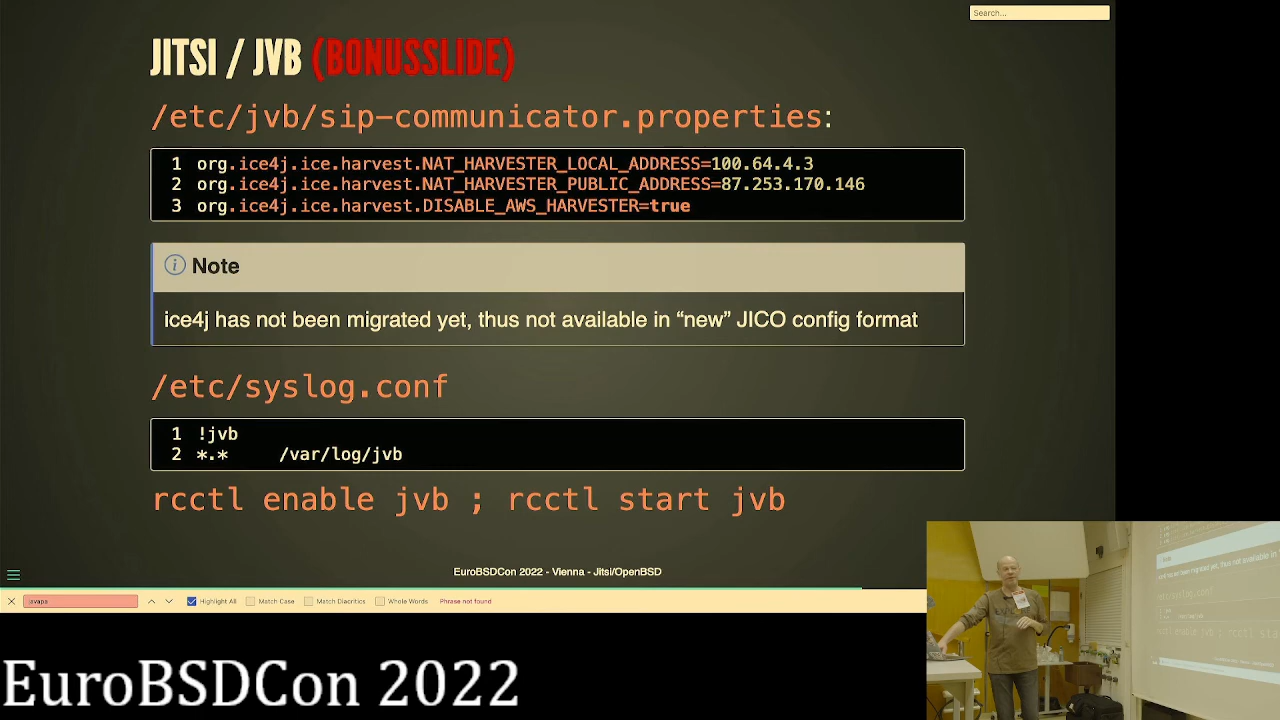 Search...
JITSI / JVB (BONUSSLIDE)
/etc/jvb/sip-communicator.properties:
1 org.ice4j.ice.harvest.NAT_HARVESTER_LOCAL_ADDRESS=100.64.4.3
2 org.ice4j.ice.harvest.NAT_HARVESTER_PUBLIC_ADDRESS=87.253.170.146
3 org.ice4j.ice.harvest.DISABLE_AWS_HARVESTER=true
Note
ice4j has not been migrated yet, thus not available in “new” JICO config format
/etc/syslog.conf
1 !jvb
2 *.* /var/log/jvb
rcctl enable jvb ; rcctl start jvb
EuroBSDCon 2022 - Vienna - Jitsi/OpenBSD
Highlight All Match Case Match Diacritics Whole Words Phrase not found
EuroBSDCon 2022